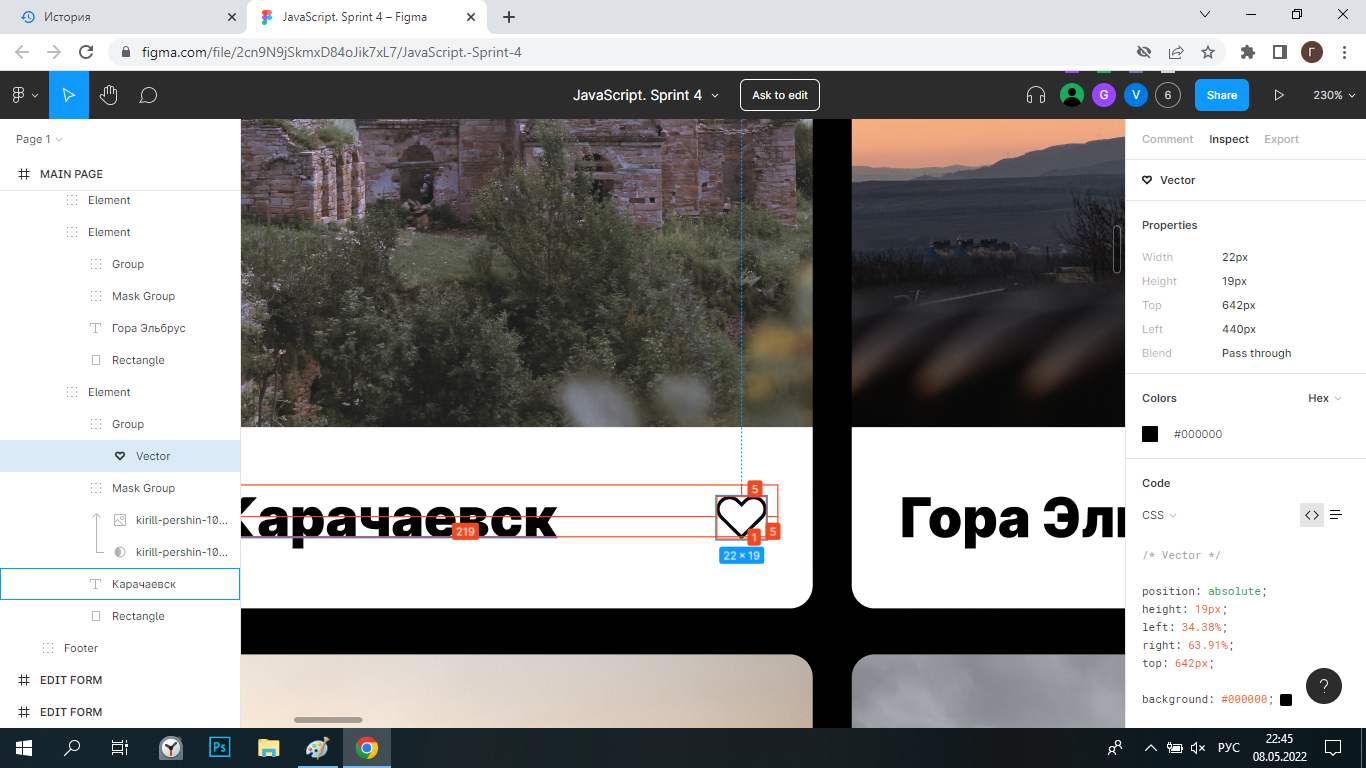 История
JavaScript. Sprint 4 – Figma
figma.com/file/2cn9N9jSkmxD84oJik7xL7/JavaScript.-Sprint-4
Г
JavaScript. Sprint 4
Ask to edit
G
V
6
Share
230%
Page 1
MAIN PAGE
Element
Element
Group
Mask Group
Гора Эльбрус
Rectangle
Element
Group
Vector
Mask Group
kirill-pershin-10...
kirill-pershin-10...
Карачаевск
Rectangle
Footer
EDIT FORM
EDIT FORM
Карачаевск
219
5
5
1
22 × 19
Гора Эль
Comment
Inspect
Export
Vector
Properties
Width 22px
Height 19px
Top 642px
Left 440px
Blend Pass through
Colors
Hex
#000000
Code
CSS
/* Vector */
position: absolute;
height: 19px;
left: 34.38%;
right: 63.91%;
top: 642px;
background: #000000;
?
Ps
РУС
22:45
08.05.2022